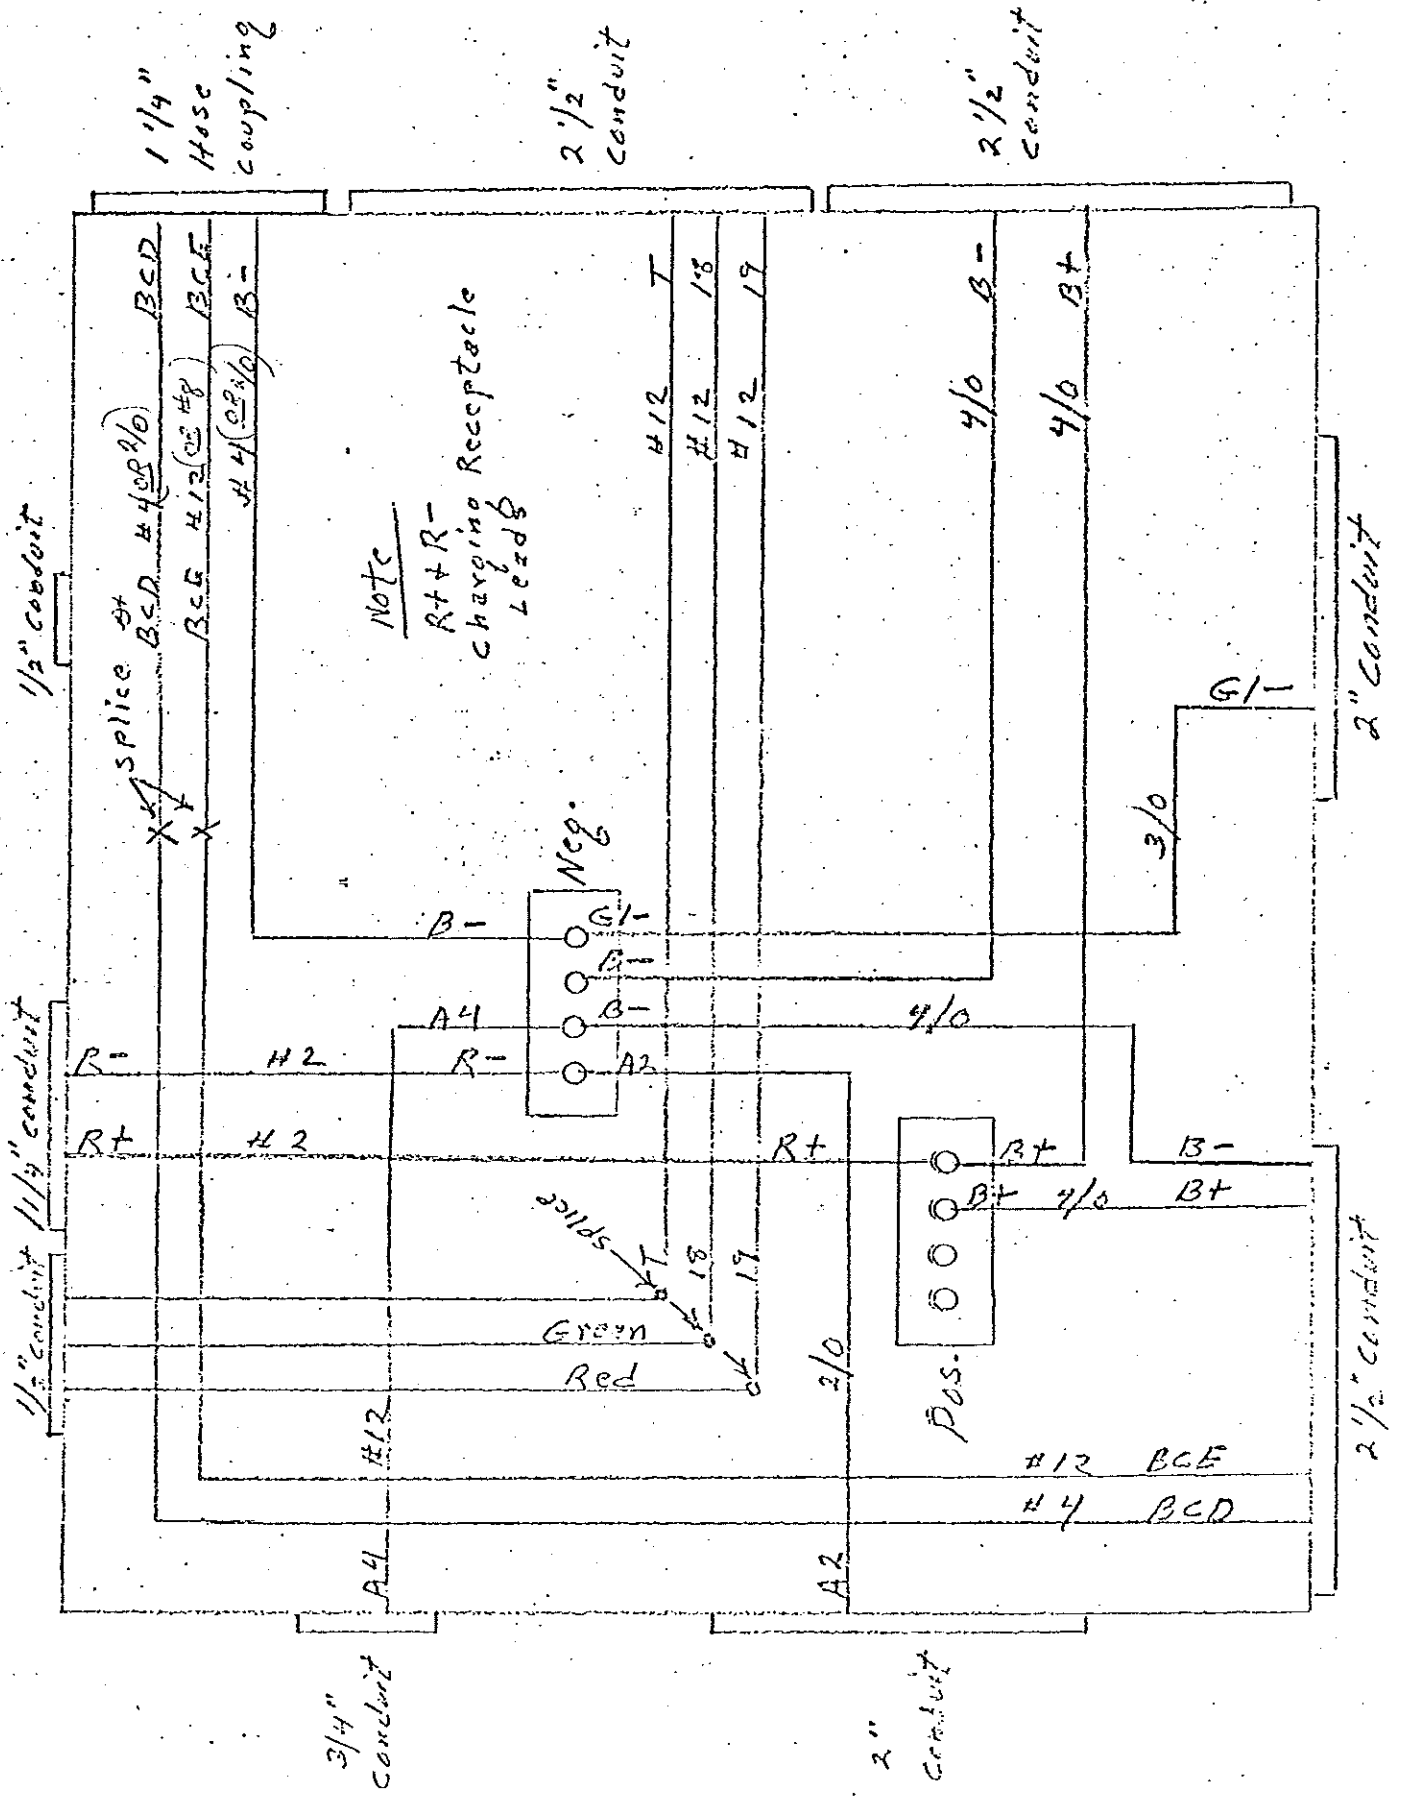 1 1/4"
Hose
coupling
2 1/2"
conduit
2 1/2"
conduit
1/2" conduit
BCD
BCE
B-
splice B+
BCD #4 (OR 2/0)
BCE #12 (OR #8)
#4 (OR 2/0)
Note
R+ + R-
charging Receptacle
Leads
#12 T
#12 18
#12 19
4/0 B-
4/0 B+
2" conduit
G/-
3/0
Neg.
B- G/-
B-
A4 B- 4/0
R- #2 R- A2
R+ #2 R+ B+ B-
B+ 4/0 B+
1 1/4" conduit
1/2" conduit
splice
T
18
19
Green
Red
Pos.
#12
2/0
#12 BCE
#4 BCD
2 1/2" conduit
A4
A2
3/4"
conduit
2"
conduit